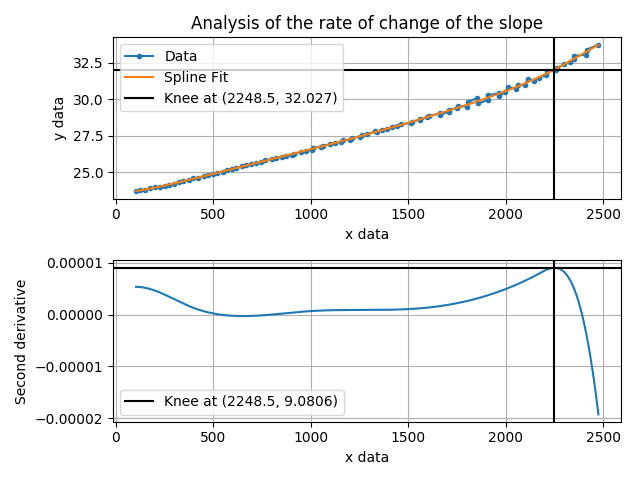 Analysis of the rate of change of the slope
Data
Spline Fit
Knee at (2248.5, 32.027)
y data
32.5
30.0
27.5
25.0
0 500 1000 1500 2000 2500
x data
Second derivative
0.00001
0.00000
−0.00001
−0.00002
Knee at (2248.5, 9.0806)
0 500 1000 1500 2000 2500
x data